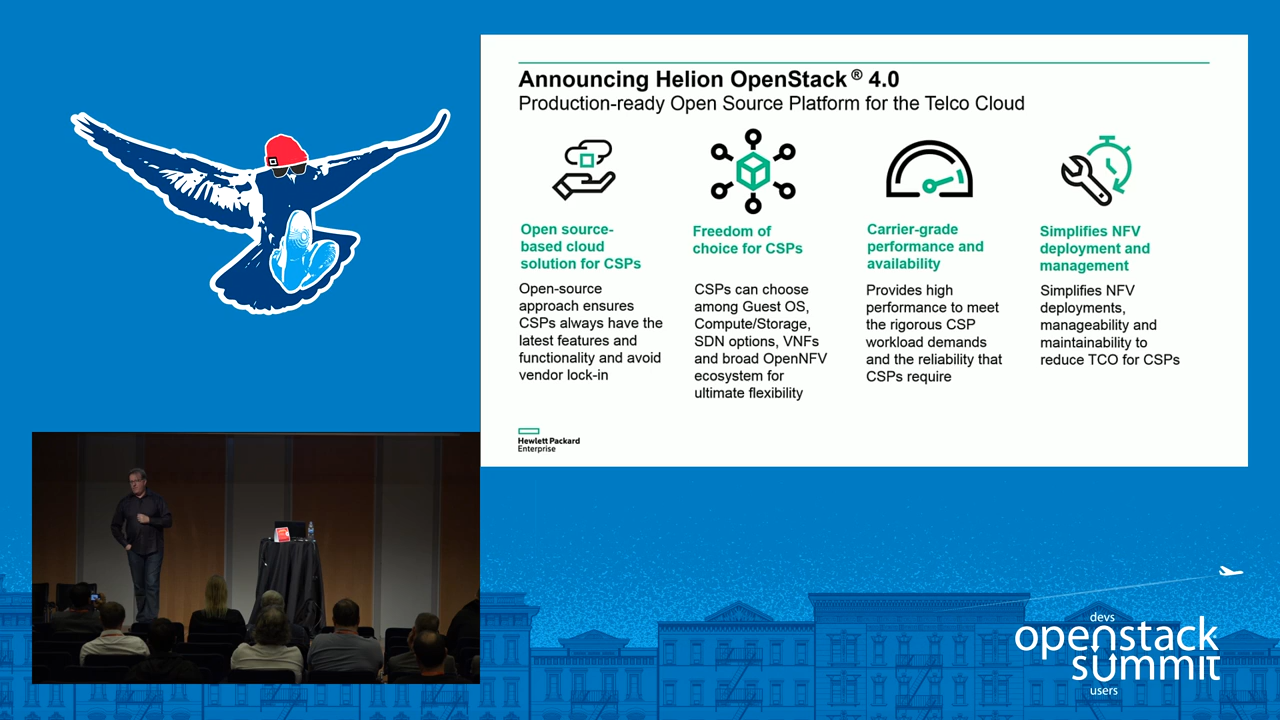 Announcing Helion OpenStack ® 4.0
Production-ready Open Source Platform for the Telco Cloud
Open source-
based cloud
solution for CSPs
Open-source
approach ensures
CSPs always have the
latest features and
functionality and avoid
vendor lock-in
Freedom of
choice for CSPs
CSPs can choose
among Guest OS,
Compute/Storage,
SDN options, VNFs
and broad OpenNFV
ecosystem for
ultimate flexibility
Carrier-grade
performance and
availability
Provides high
performance to meet
the rigorous CSP
workload demands
and the reliability that
CSPs require
Simplifies NFV
deployment and
management
Simplifies NFV
deployments,
manageability and
maintainability to
reduce TCO for CSPs
Hewlett Packard
Enterprise
devs
openstack
summit
users